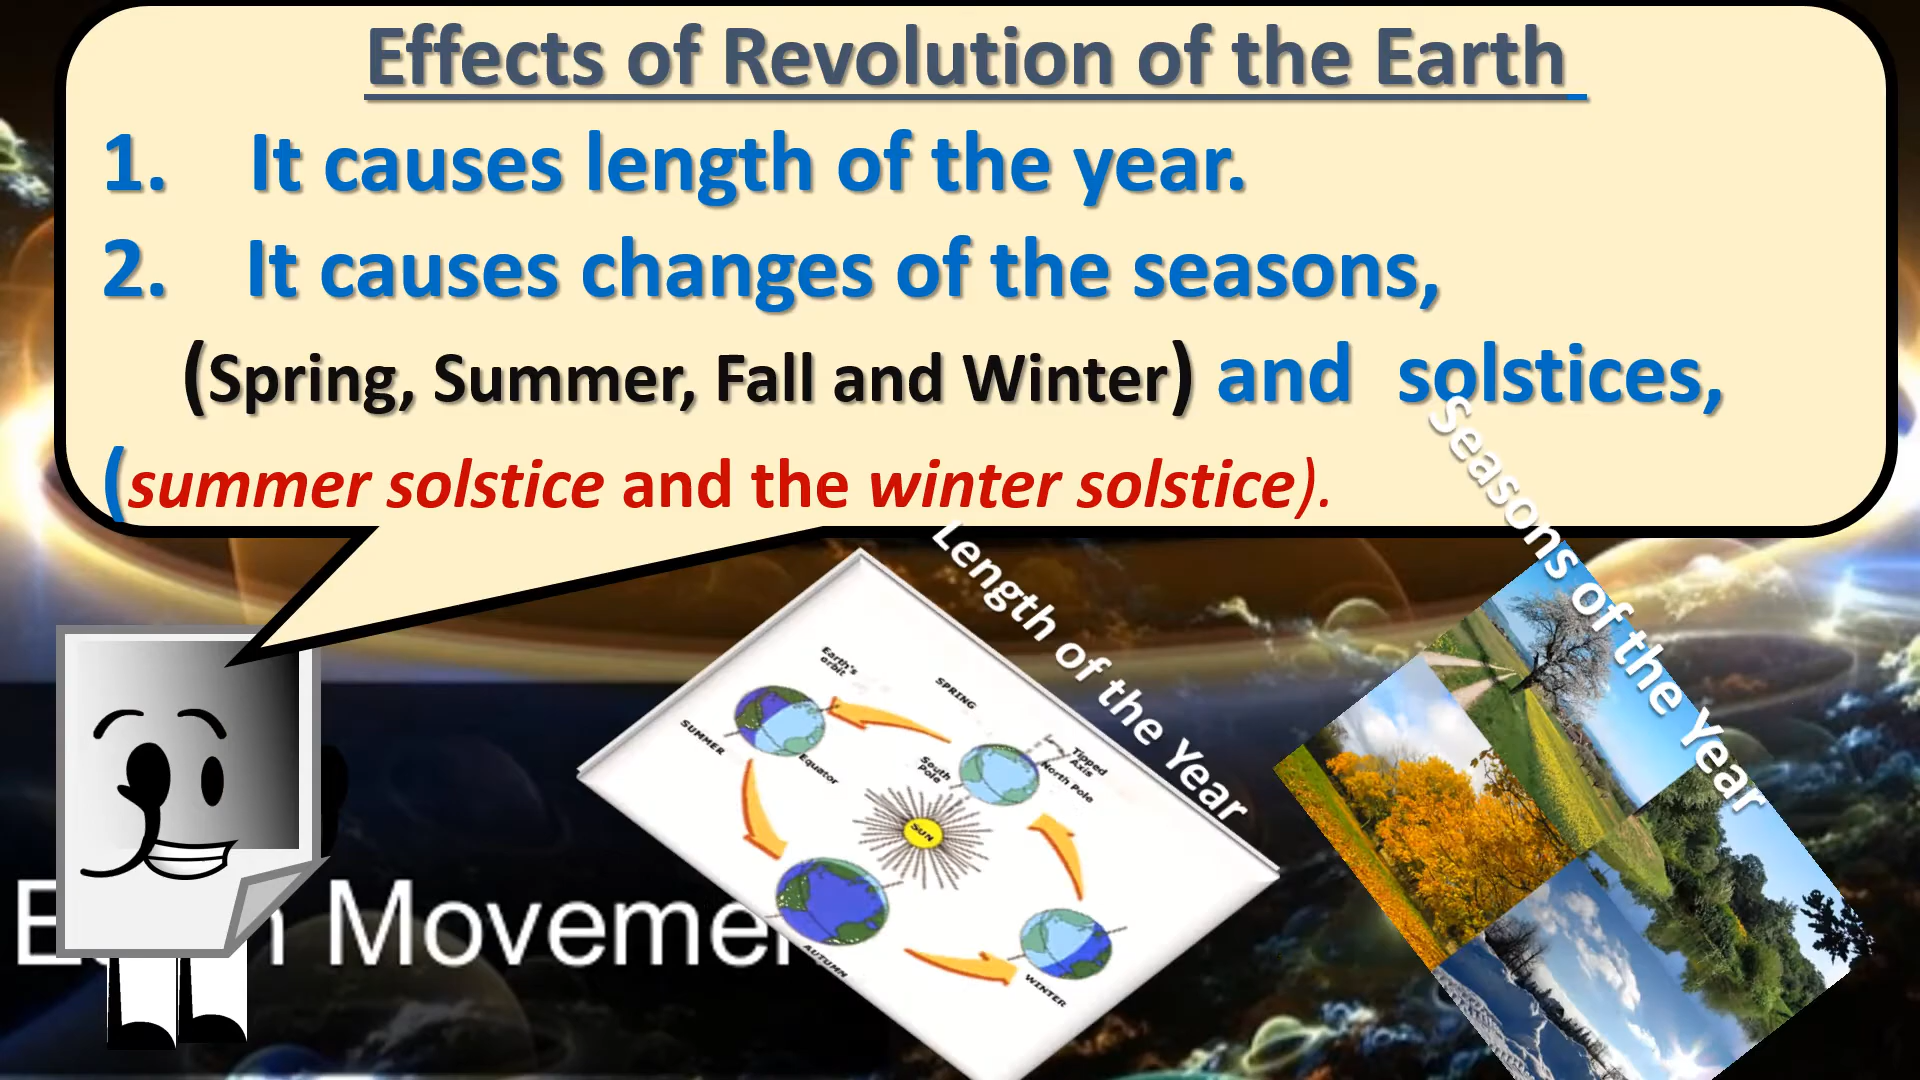 Effects of Revolution of the Earth
1. It causes length of the year.
2. It causes changes of the seasons,
(Spring, Summer, Fall and Winter) and solstices,
(summer solstice and the winter solstice).
Length of the Year
Seasons of the Year
Earth's
orbit
SPRING
SUMMER
Equator
South
Pole
Tipped
Axis
North Pole
SUN
AUTUMN
WINTER
Movemen